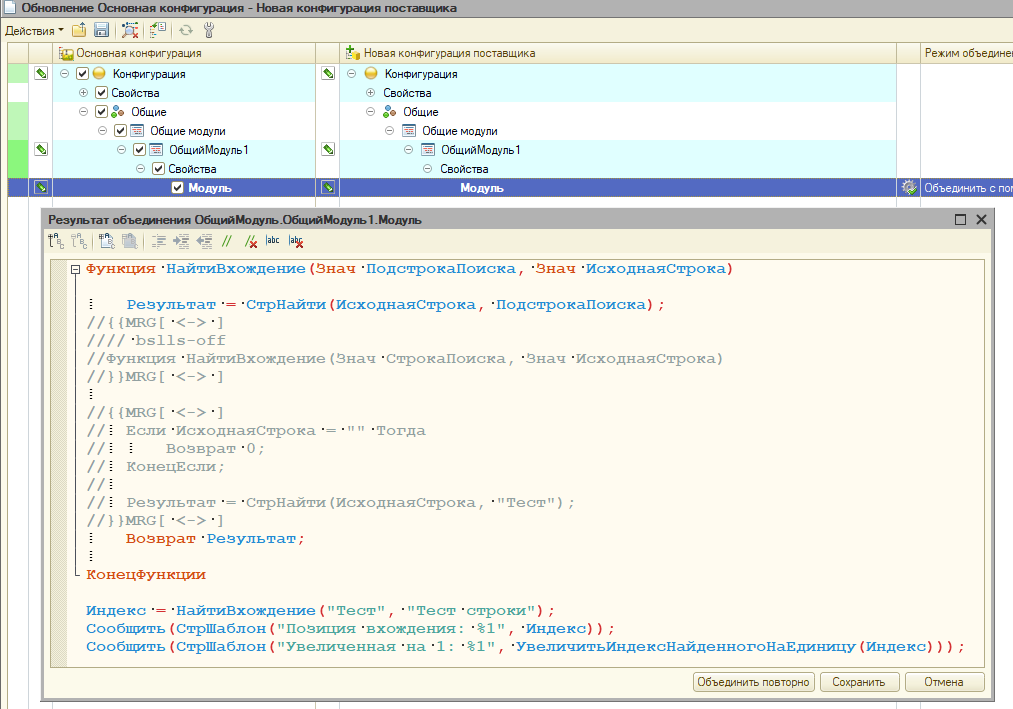 Обновление Основная конфигурация - Новая конфигурация поставщика
Действия
Основная конфигурация
Новая конфигурация поставщика
Режим объединен
Конфигурация
Конфигурация
Свойства
Свойства
Общие
Общие
Общие модули
Общие модули
ОбщийМодуль1
ОбщийМодуль1
Свойства
Свойства
Модуль
Модуль
Объединить с
Результат объединения ОбщийМодуль.ОбщийМодуль1.Модуль
Функция НайтиВхождение(Знач ПодстрокаПоиска, Знач ИсходнаяСтрока)
Результат = СтрНайти(ИсходнаяСтрока, ПодстрокаПоиска);
//{{MRG[ <-> ]
//// bslls-off
//Функция НайтиВхождение(Знач СтрокаПоиска, Знач ИсходнаяСтрока)
//}}MRG[ <-> ]
//{{MRG[ <-> ]
// Если ИсходнаяСтрока = "" Тогда
// Возврат 0;
// КонецЕсли;
//
// Результат = СтрНайти(ИсходнаяСтрока, "Тест");
//}}MRG[ <-> ]
Возврат Результат;
КонецФункции
Индекс = НайтиВхождение("Тест", "Тест строки");
Сообщить(СтрШаблон("Позиция вхождения: %1", Индекс));
Сообщить(СтрШаблон("Увеличенная на 1: %1", УвеличитьИндексНайденногоНаЕдиницу(Индекс)));
Объединить повторно
Сохранить
Отмена